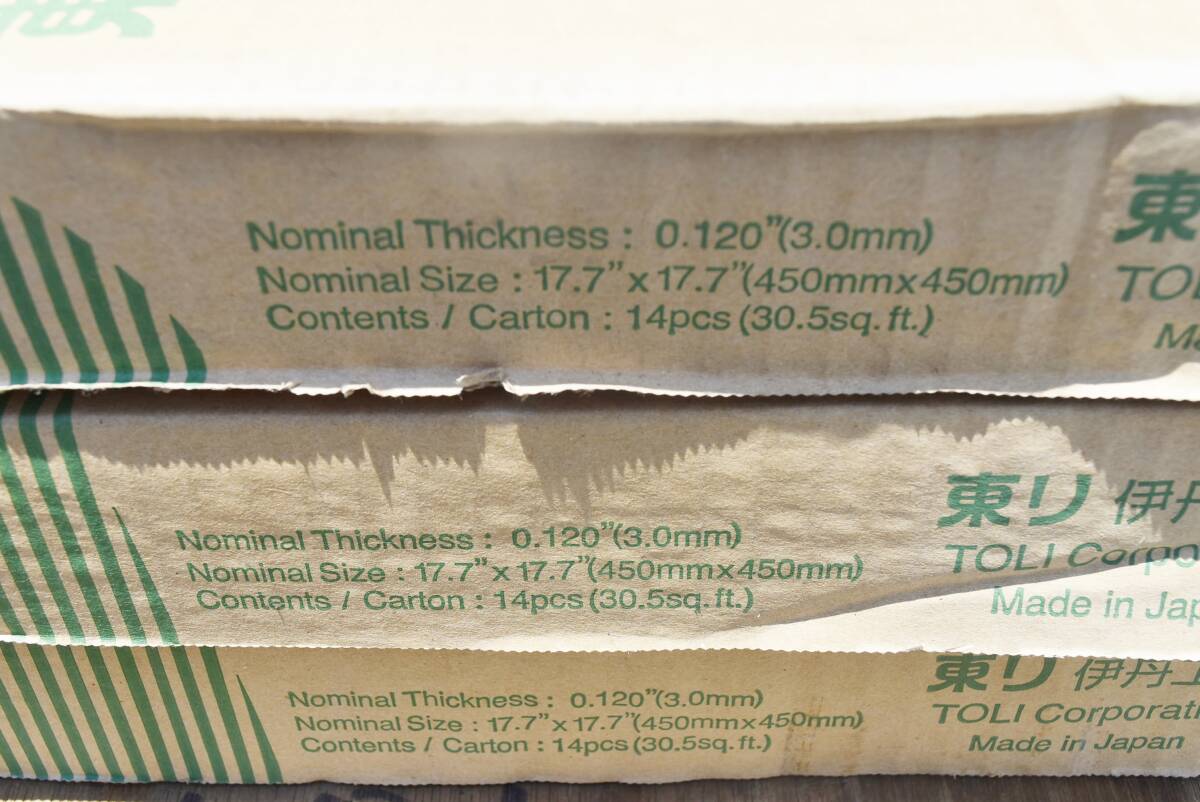 Nominal Thickness : 0.120"(3.0mm)
Nominal Size : 17.7" x 17.7"(450mmx450mm)
Contents / Carton : 14pcs (30.5sq. ft.)
東
Nominal Thickness : 0.120"(3.0mm)
Nominal Size : 17.7" x 17.7"(450mmx450mm)
Contents / Carton : 14pcs (30.5sq. ft.)
東リ 伊丹
TOLI Corpo
Made in Jap
Nominal Thickness : 0.120"(3.0mm)
Nominal Size : 17.7" x 17.7"(450mmx450mm)
Contents / Carton : 14pcs (30.5sq. ft.)
東リ 伊丹工
TOLI Corporati
Made in Japan